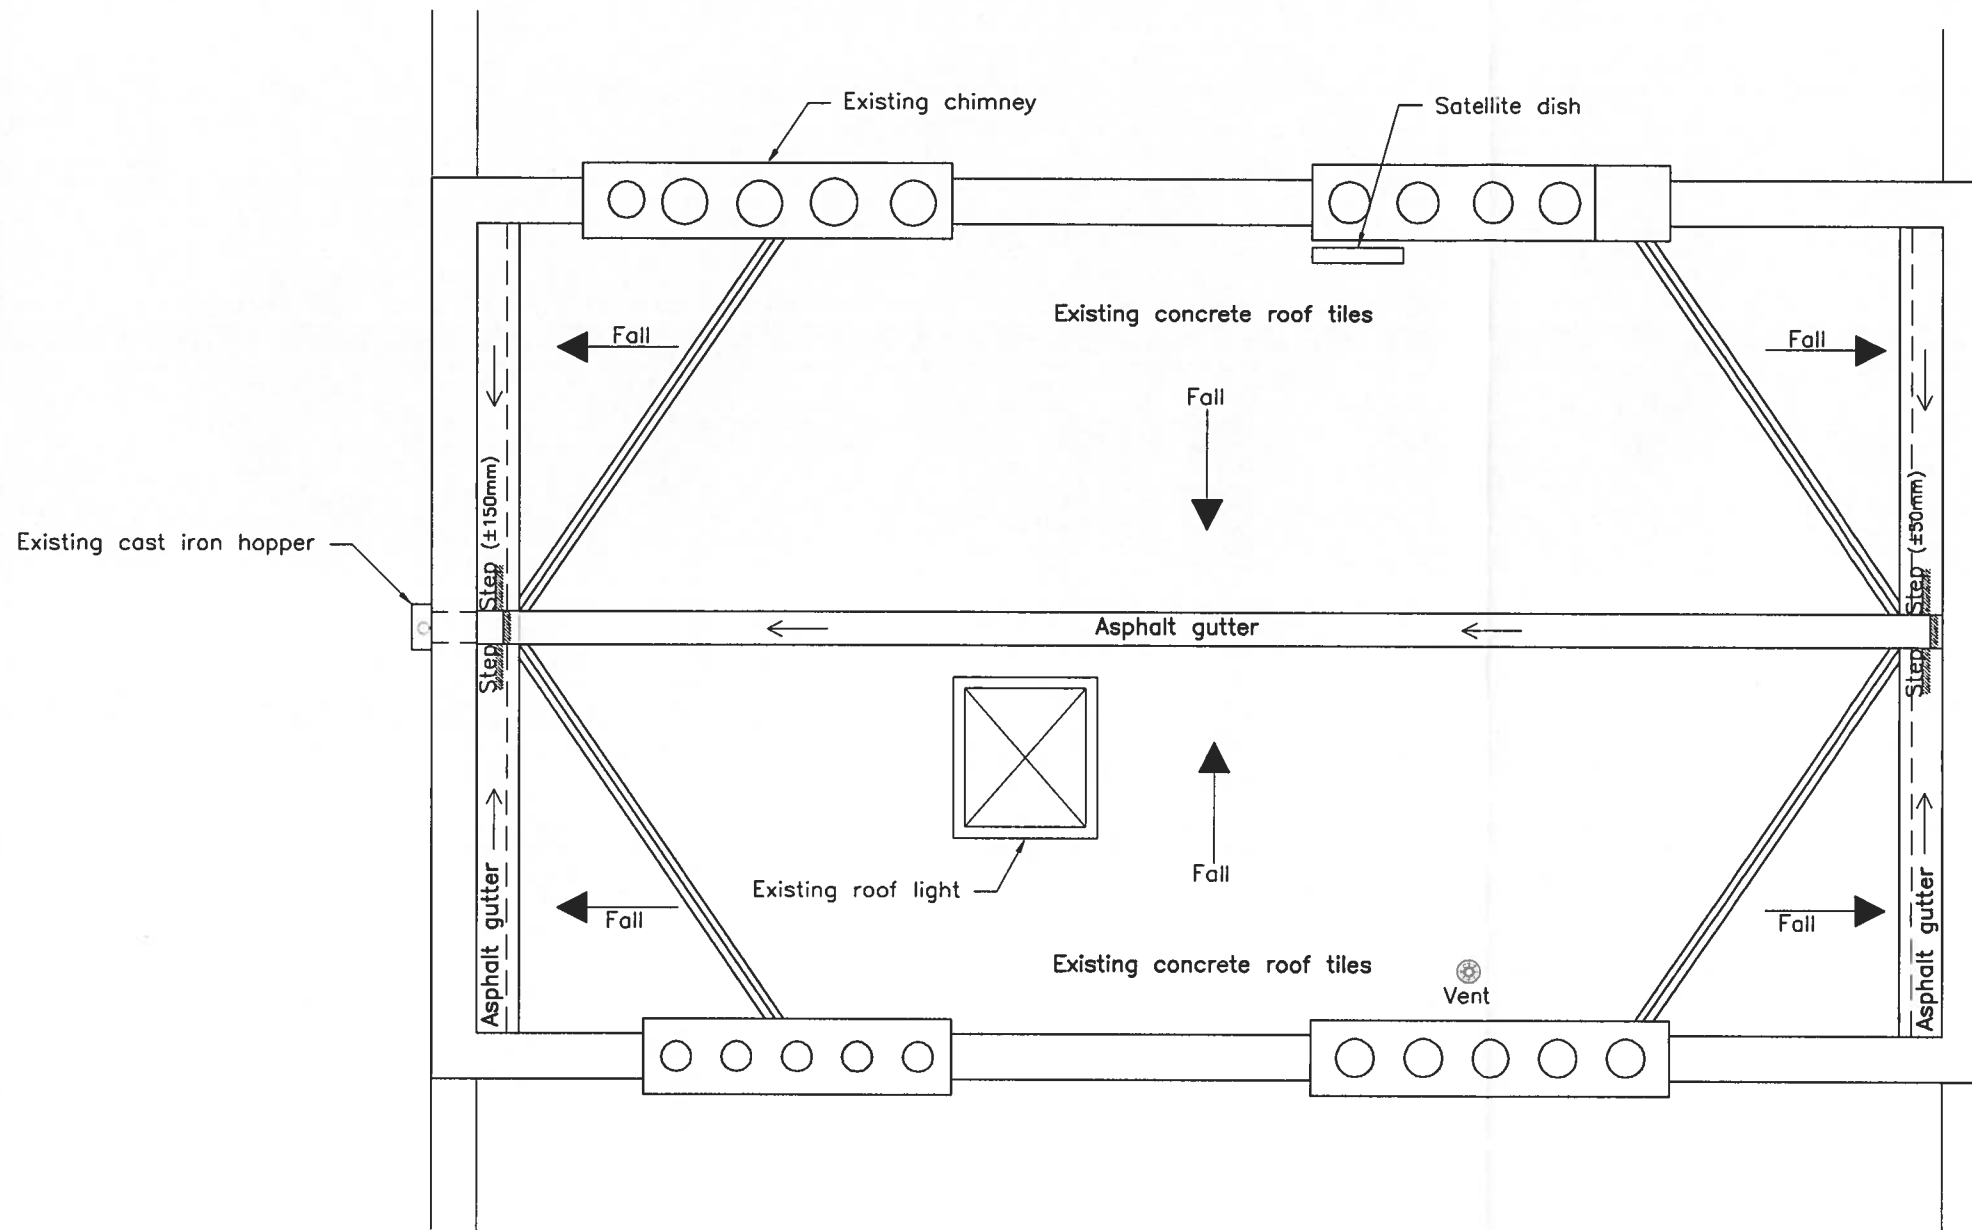 Existing chimney
Satellite dish
Existing concrete roof tiles
Fall
Fall
Fall
Step (±150mm)
Step (±50mm)
Existing cast iron hopper
Asphalt gutter
Step
Step
Existing roof light
Fall
Fall
Fall
Asphalt gutter
Asphalt gutter
Existing concrete roof tiles
Vent